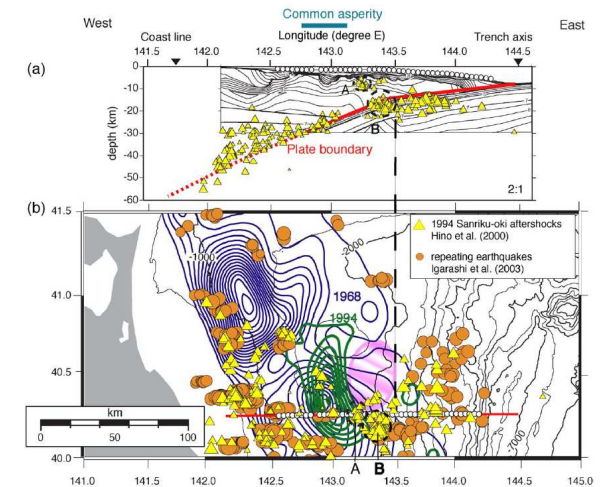 Common asperity
West
East
Longitude (degree E)
Coast line
Trench axis
141.5 142.0 142.5 143.0 143.5 144.0 144.5
(a)
0
-10
-20
-30
-40
-50
-60
depth (km)
A
B
Plate boundary
2:1
(b)
41.5
41.0
40.5
40.0
-1000
-2000
-7000
1968
1994
1994 Sanriku-oki aftershocks
Hino et al. (2000)
repeating earthquakes
Igarashi et al. (2003)
km
0 50 100
141.0 141.5 142.0 142.5 143.0 143.5 144.0 144.5 145.0
A B